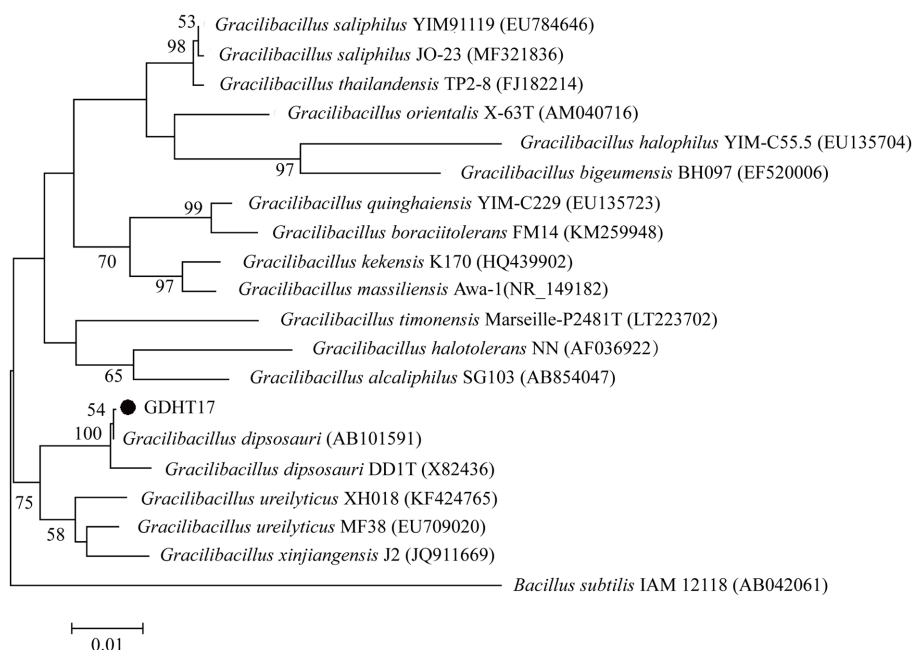 53
Gracilibacillus saliphilus YIM91119 (EU784646)
98
Gracilibacillus saliphilus JO-23 (MF321836)
Gracilibacillus thailandensis TP2-8 (FJ182214)
Gracilibacillus orientalis X-63T (AM040716)
Gracilibacillus halophilus YIM-C55.5 (EU135704)
97
Gracilibacillus bigeumensis BH097 (EF520006)
99
Gracilibacillus quinghaiensis YIM-C229 (EU135723)
Gracilibacillus boraciitolerans FM14 (KM259948)
70
Gracilibacillus kekensis K170 (HQ439902)
97
Gracilibacillus massiliensis Awa-1(NR_149182)
Gracilibacillus timonensis Marseille-P2481T (LT223702)
Gracilibacillus halotolerans NN (AF036922)
65
Gracilibacillus alcaliphilus SG103 (AB854047)
54
GDHT17
100
Gracilibacillus dipsosauri (AB101591)
Gracilibacillus dipsosauri DD1T (X82436)
75
Gracilibacillus ureilyticus XH018 (KF424765)
58
Gracilibacillus ureilyticus MF38 (EU709020)
Gracilibacillus xinjiangensis J2 (JQ911669)
Bacillus subtilis IAM 12118 (AB042061)
0.01